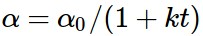 α = α₀/(1 + kt)